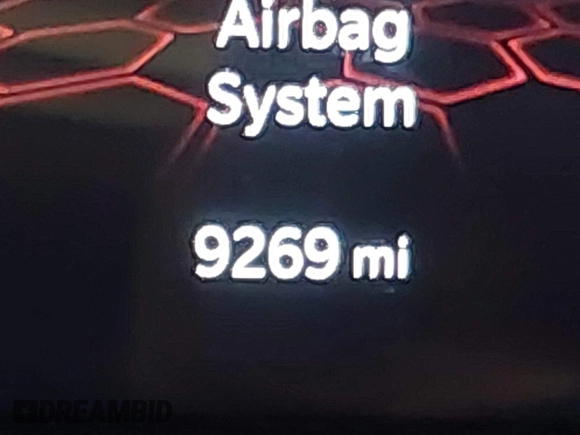 Airbag
System
9269 mi
DREAMBID